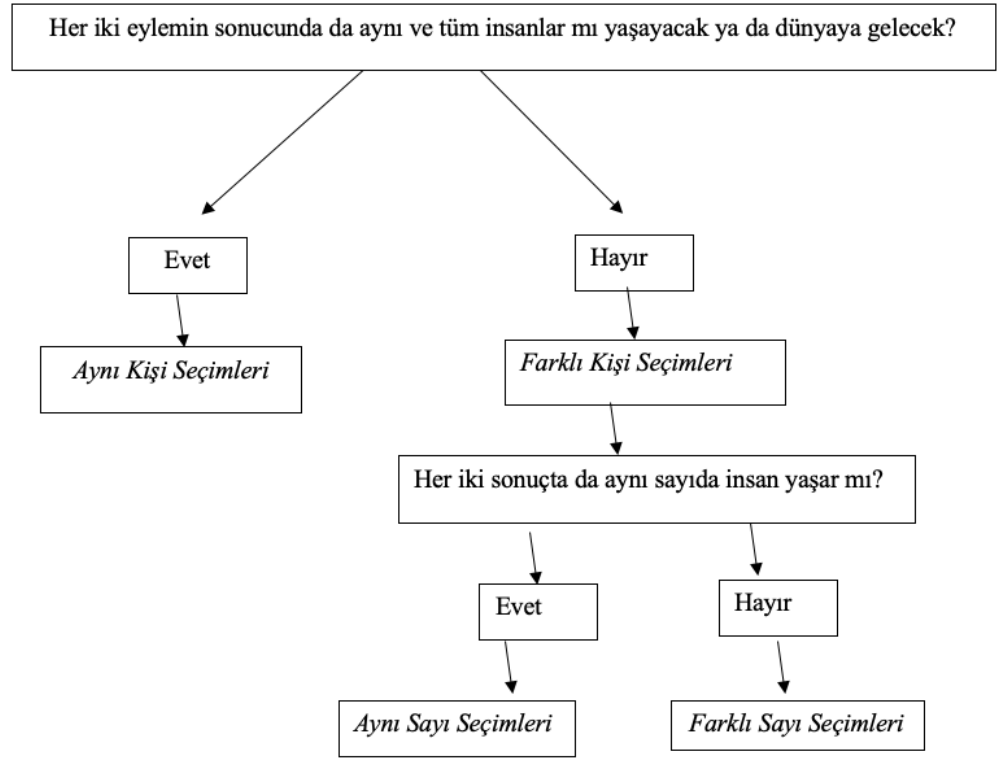 Her iki eylemin sonucunda da aynı ve tüm insanlar mı yaşayacak ya da dünyaya gelecek?
Evet
Hayır
Aynı Kişi Seçimleri
Farklı Kişi Seçimleri
Her iki sonuçta da aynı sayıda insan yaşar mı?
Evet
Hayır
Aynı Sayı Seçimleri
Farklı Sayı Seçimleri